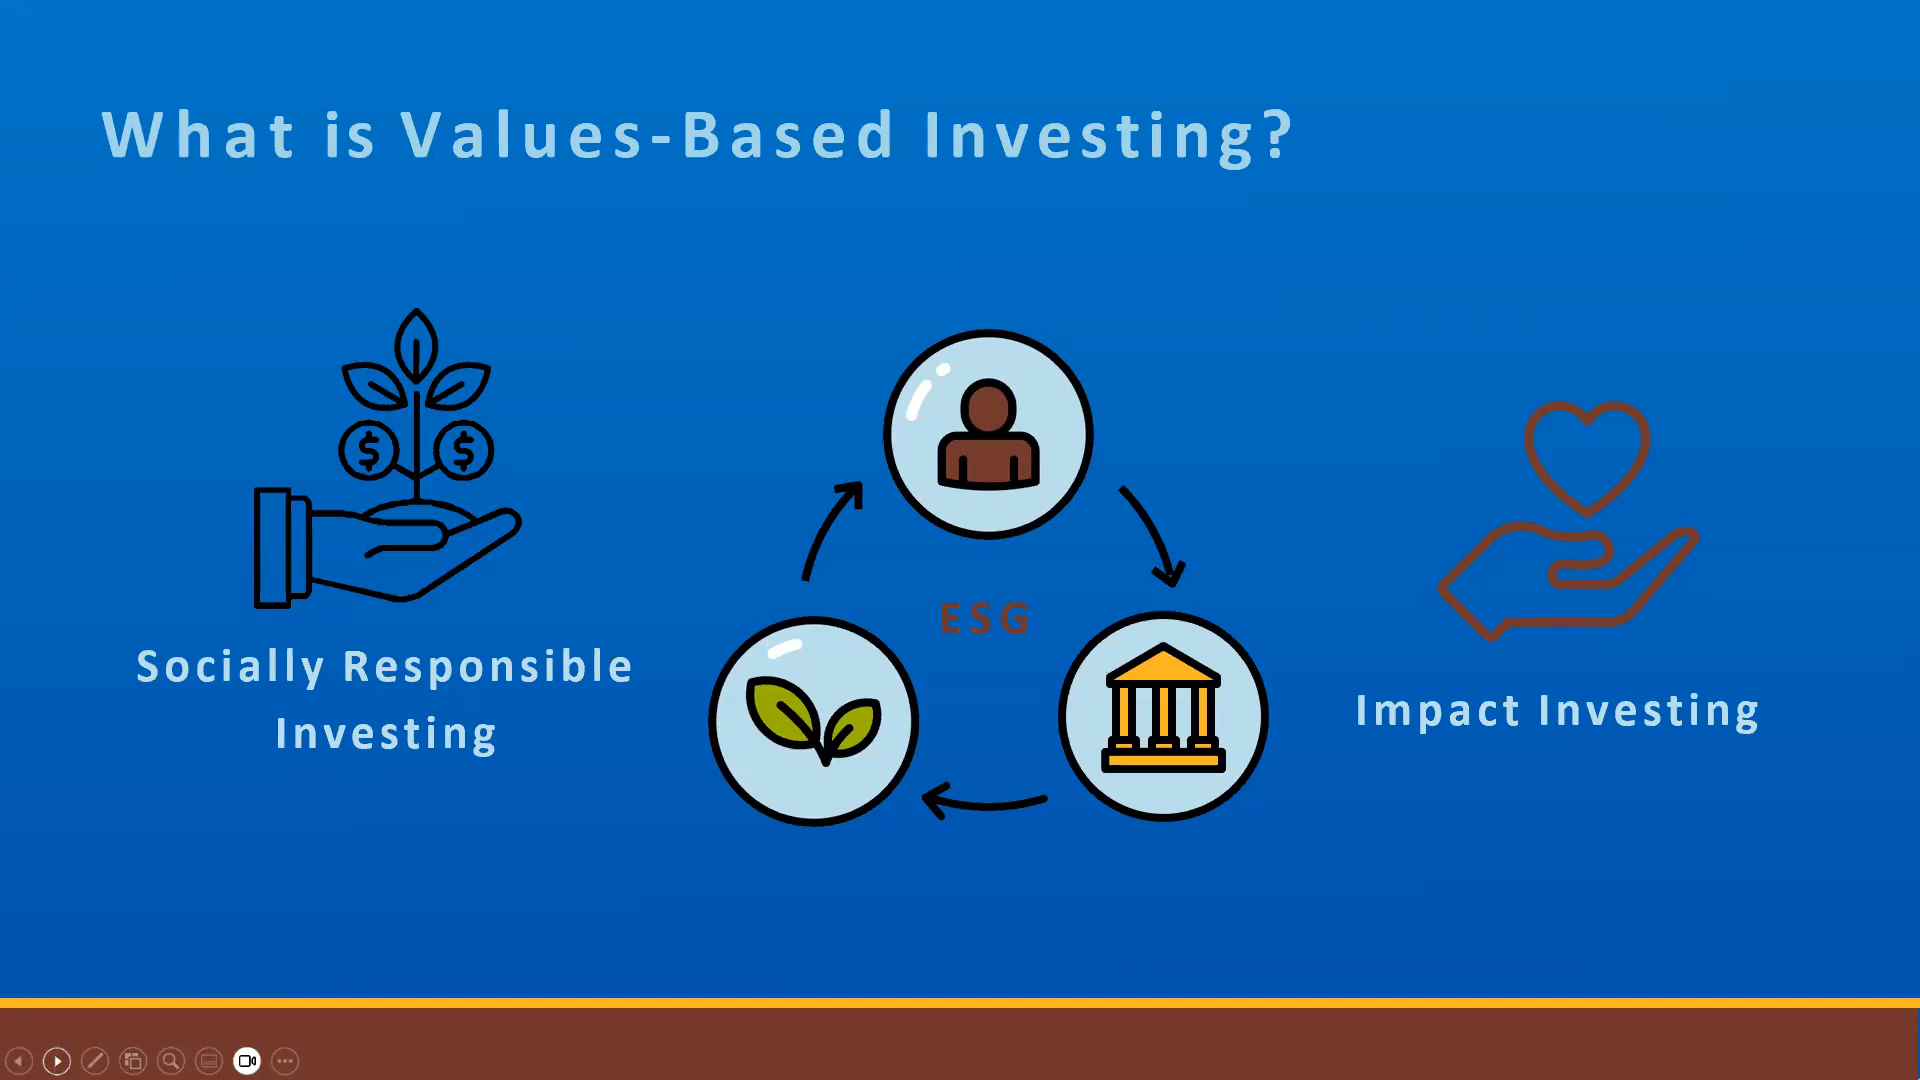 What is Values-Based Investing?
$ $
ESG
Socially Responsible
Investing
Impact Investing